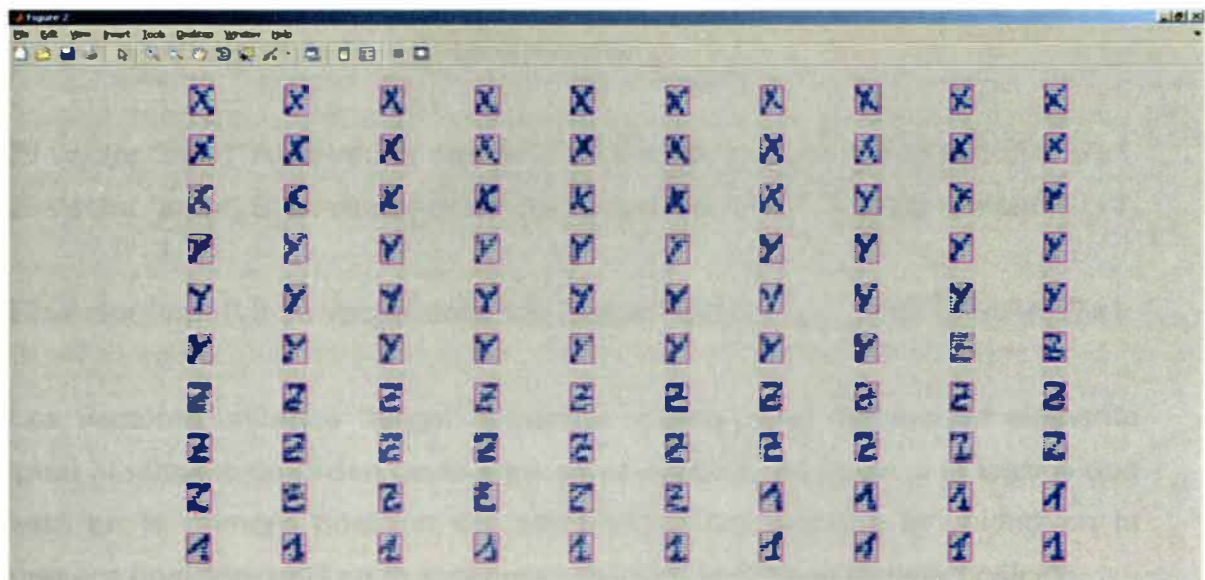 Figure 2
File Edit View Insert Tools Desktop Window Help
X X X X X X X X X X
X X X X X X X X X X
X X X X X X X Y Y Y
Y Y Y Y Y Y Y Y Y Y
Y Y Y Y Y Y Y Y Y Y
Y Y Y Y Y Y Y Y Z Z
Z Z Z Z Z Z Z Z Z Z
Z Z Z Z Z Z Z Z Z Z
Z Z Z Z Z Z 1 1 1 1
1 1 1 1 1 1 1 1 1 1